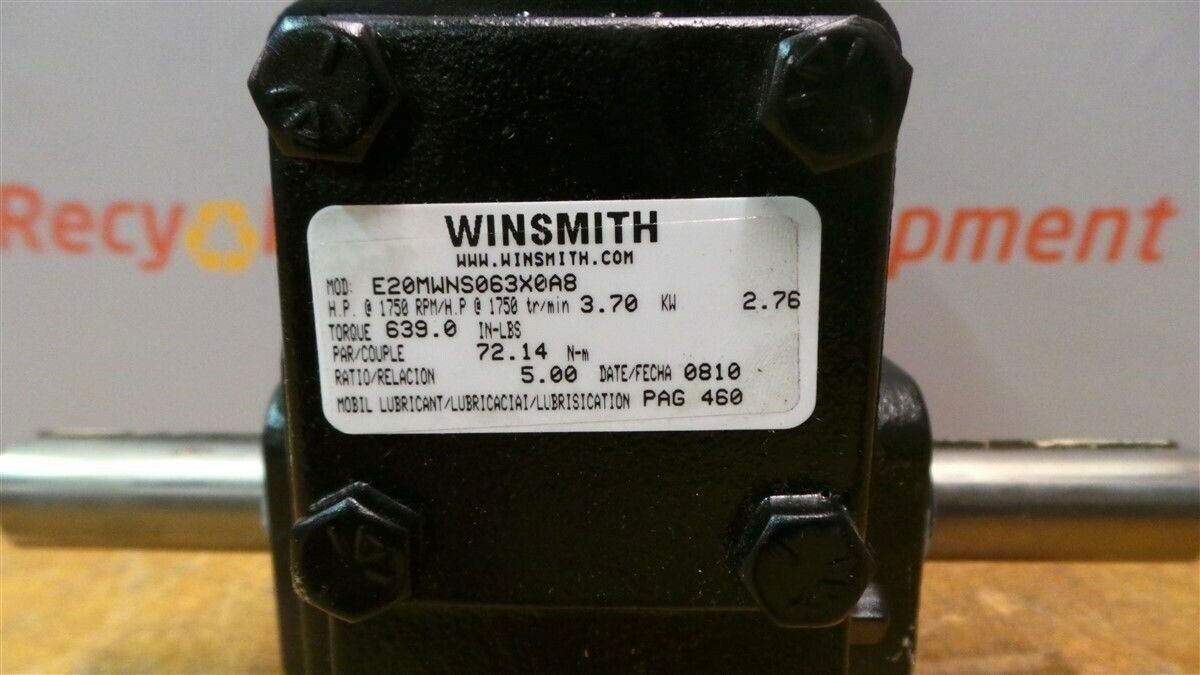 Recy pment
WINSMITH
WWW.WINSMITH.COM
MOD: E20MWNS063X0A8
H.P. @ 1750 RPM/H.P @ 1750 tr/min 3.70 KW 2.76
TORQUE 639.0 IN-LBS
PAR/COUPLE 72.14 N-m
RATIO/RELACION 5.00 DATE/FECHA 0810
MOBIL LUBRICANT/LUBRICACIAI/LUBRISICATION PAG 460